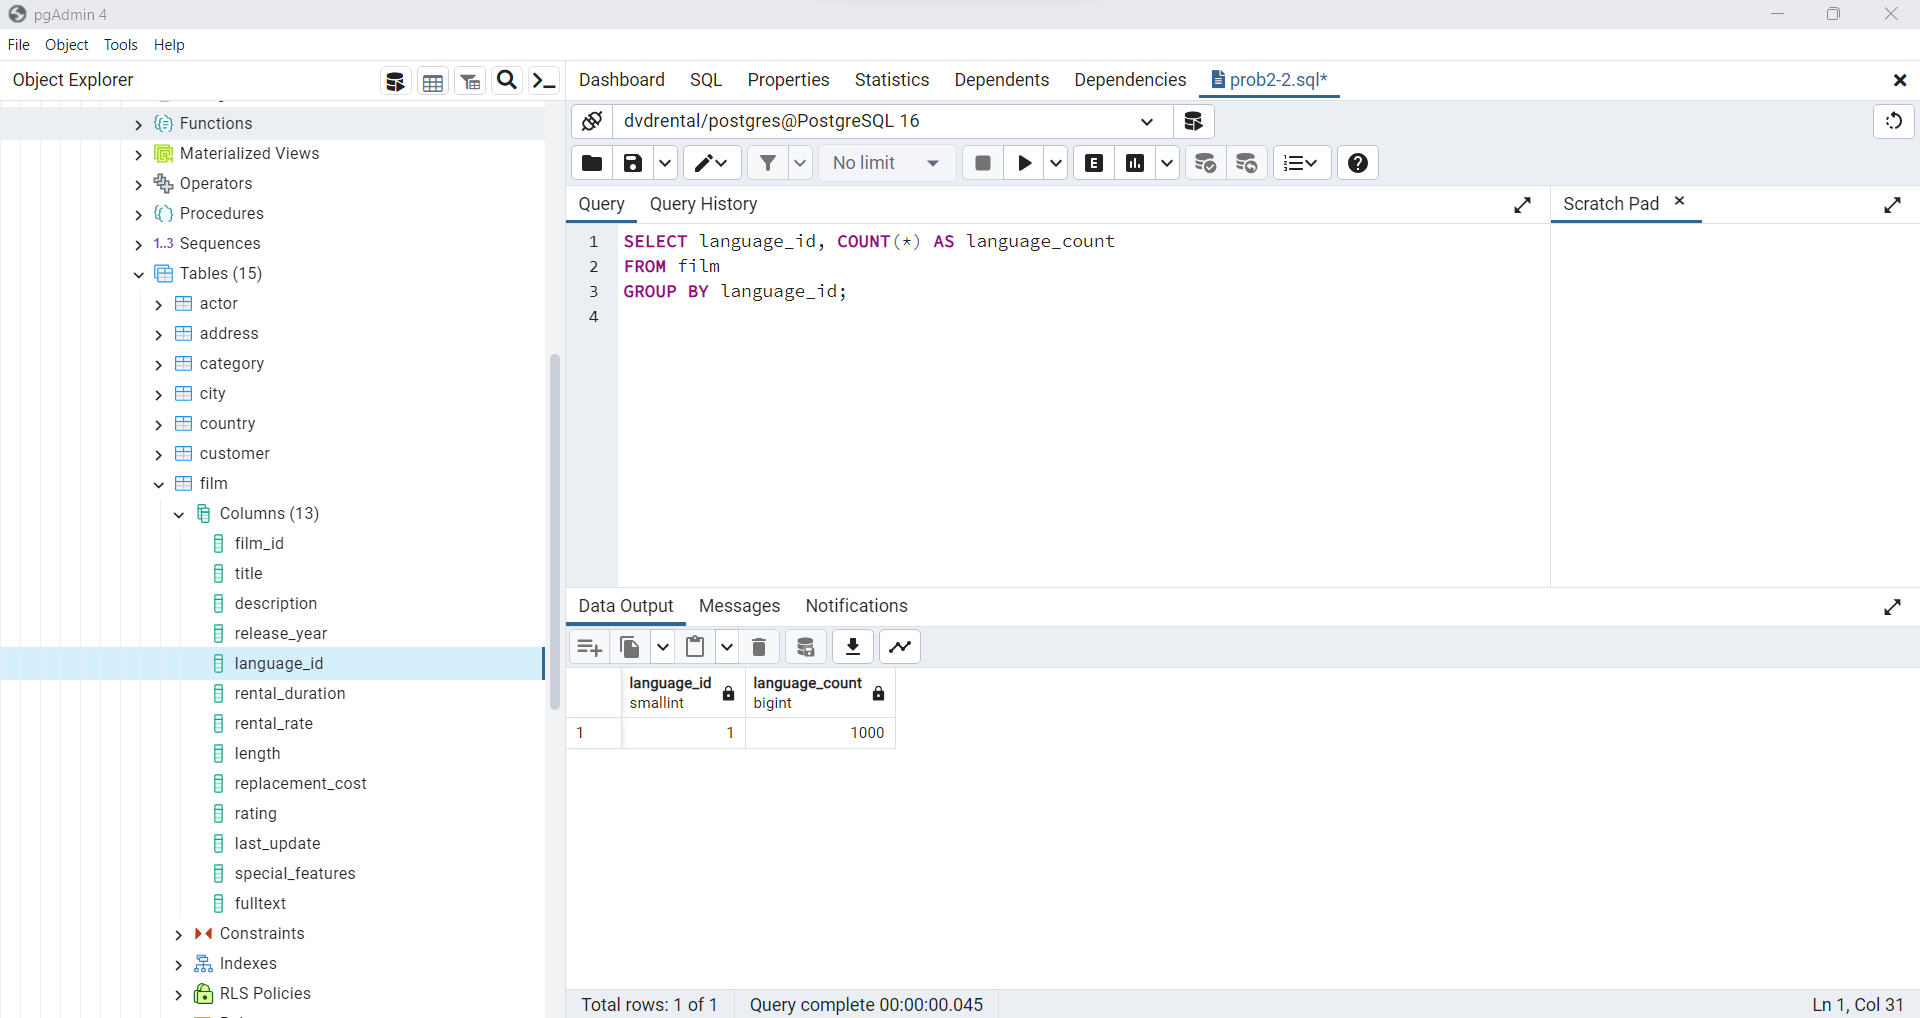 pgAdmin 4
File Object Tools Help
Object Explorer
Dashboard SQL Properties Statistics Dependents Dependencies prob2-2.sql*
Functions
Materialized Views
Operators
Procedures
1..3 Sequences
Tables (15)
actor
address
category
city
country
customer
film
Columns (13)
film_id
title
description
release_year
language_id
rental_duration
rental_rate
length
replacement_cost
rating
last_update
special_features
fulltext
Constraints
Indexes
RLS Policies
dvdrental/postgres@PostgreSQL 16
No limit
E
Query Query History
Scratch Pad
1 SELECT language_id, COUNT(*) AS language_count
2 FROM film
3 GROUP BY language_id;
4
Data Output Messages Notifications
language_id language_count
smallint bigint
1 1 1000
Total rows: 1 of 1 Query complete 00:00:00.045 Ln 1, Col 31